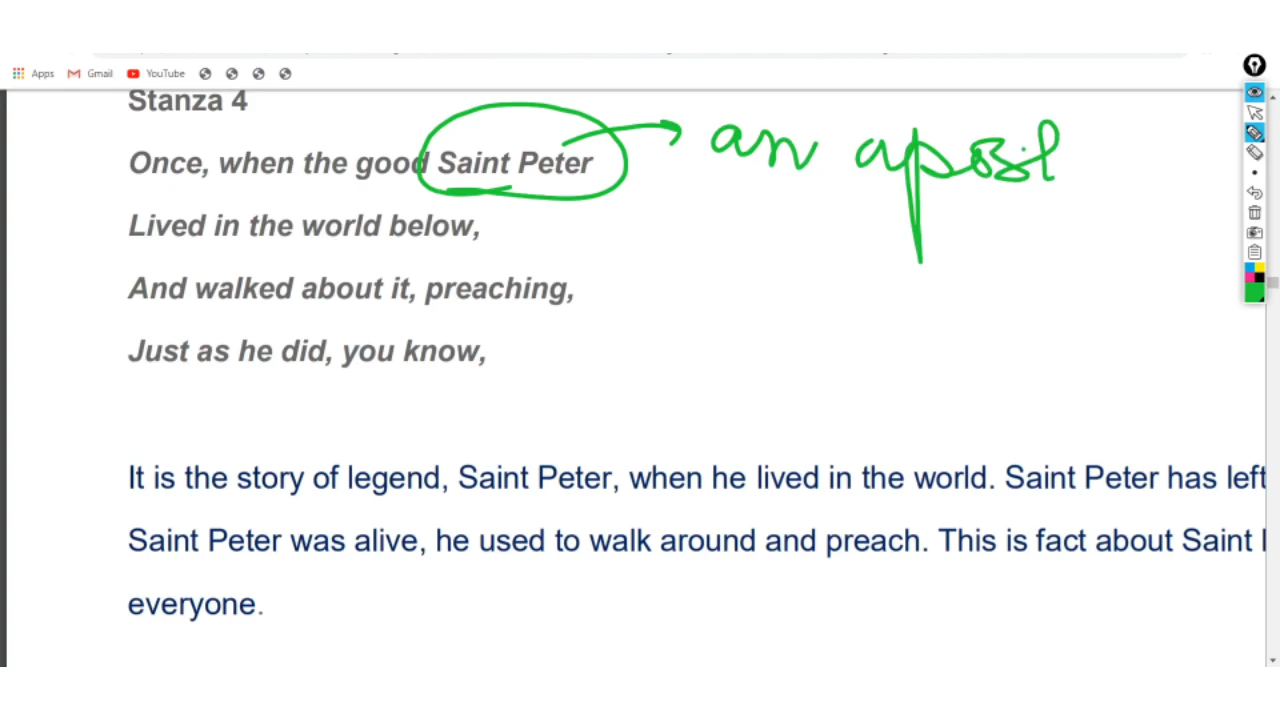 Apps Gmail YouTube
Stanza 4
Once, when the good Saint Peter
an apost
Lived in the world below,
And walked about it, preaching,
Just as he did, you know,
It is the story of legend, Saint Peter, when he lived in the world. Saint Peter has left
Saint Peter was alive, he used to walk around and preach. This is fact about Saint
everyone.